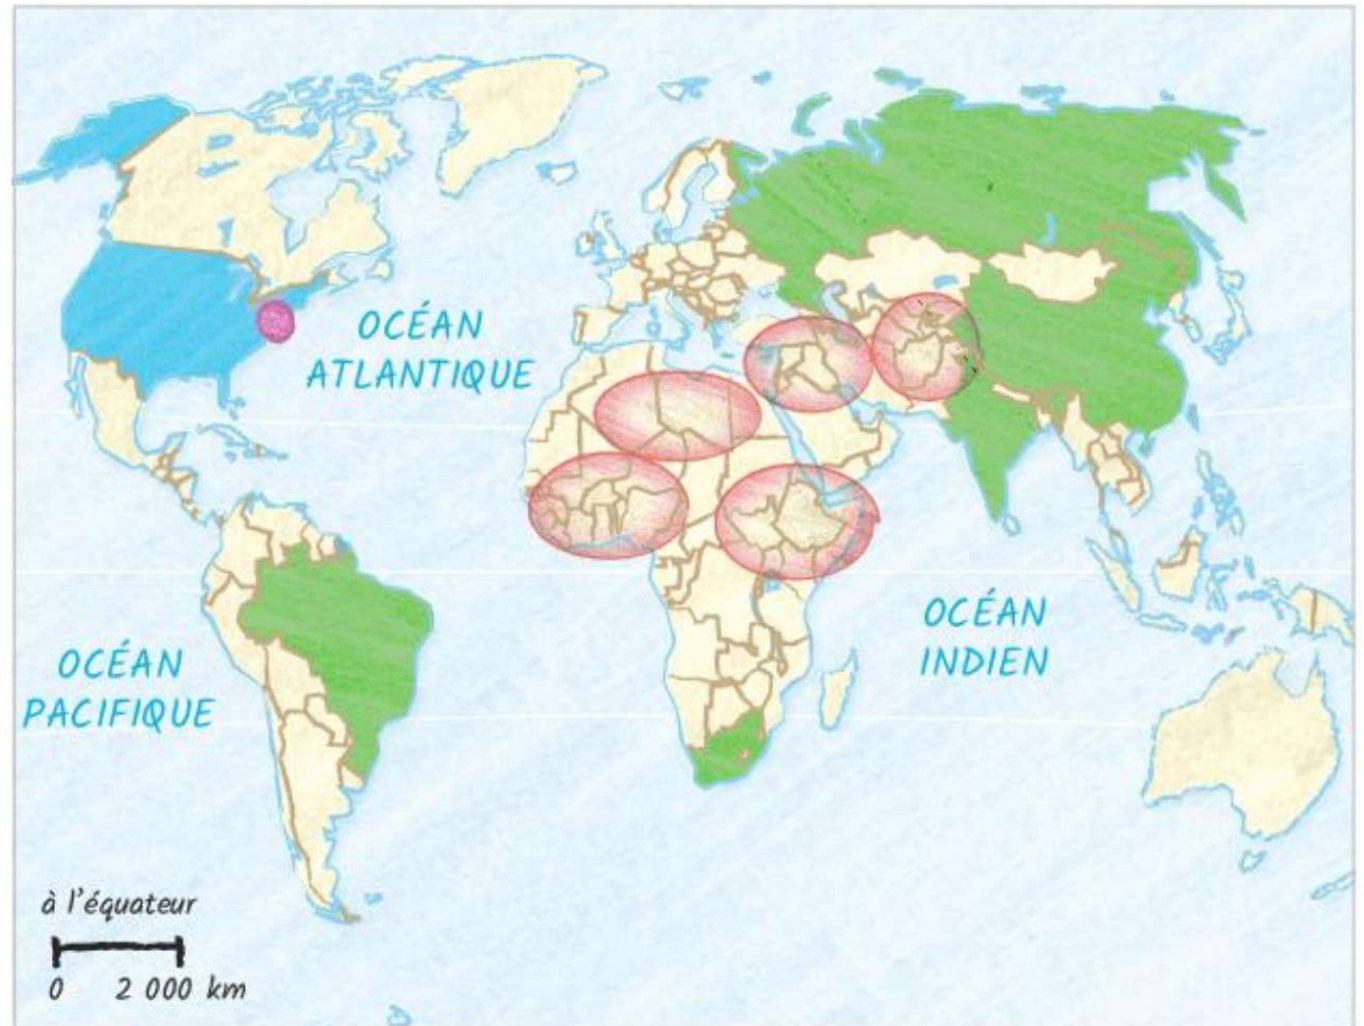 OCÉAN
ATLANTIQUE
OCÉAN
PACIFIQUE
OCÉAN
INDIEN
à l'équateur
0 2 000 km